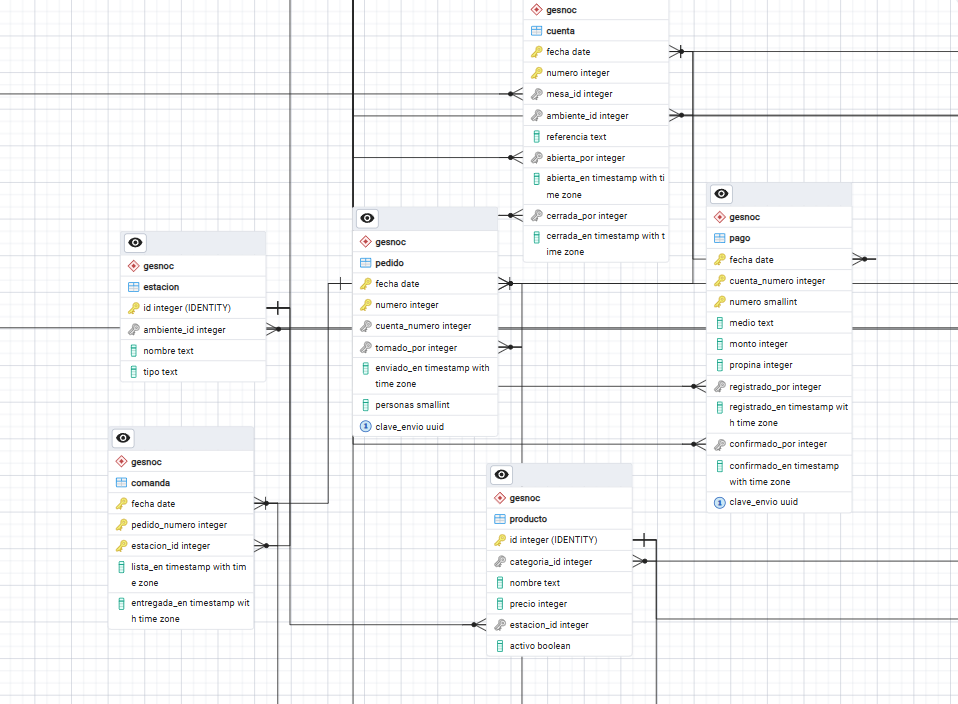 gesnoc
cuenta
fecha date
numero integer
mesa_id integer
ambiente_id integer
referencia text
abierta_por integer
abierta_en timestamp with ti
me zone
cerrada_por integer
cerrada_en timestamp with t
ime zone
gesnoc
pago
fecha date
cuenta_numero integer
numero smallint
medio text
monto integer
propina integer
registrado_por integer
registrado_en timestamp wit
h time zone
confirmado_por integer
confirmado_en timestamp
with time zone
clave_envio uuid
gesnoc
pedido
fecha date
numero integer
cuenta_numero integer
tomado_por integer
enviado_en timestamp with
time zone
personas smallint
clave_envio uuid
gesnoc
estacion
id integer (IDENTITY)
ambiente_id integer
nombre text
tipo text
gesnoc
comanda
fecha date
pedido_numero integer
estacion_id integer
lista_en timestamp with tim
e zone
entregada_en timestamp wit
h time zone
gesnoc
producto
id integer (IDENTITY)
categoria_id integer
nombre text
precio integer
estacion_id integer
activo boolean